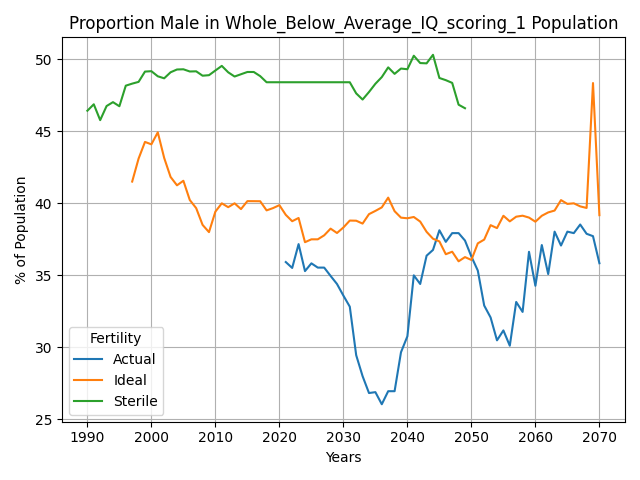 Proportion Male in Whole_Below_Average_IQ_scoring_1 Population
% of Population
50
45
40
35
30
25
Fertility
Actual
Ideal
Sterile
1990 2000 2010 2020 2030 2040 2050 2060 2070
Years